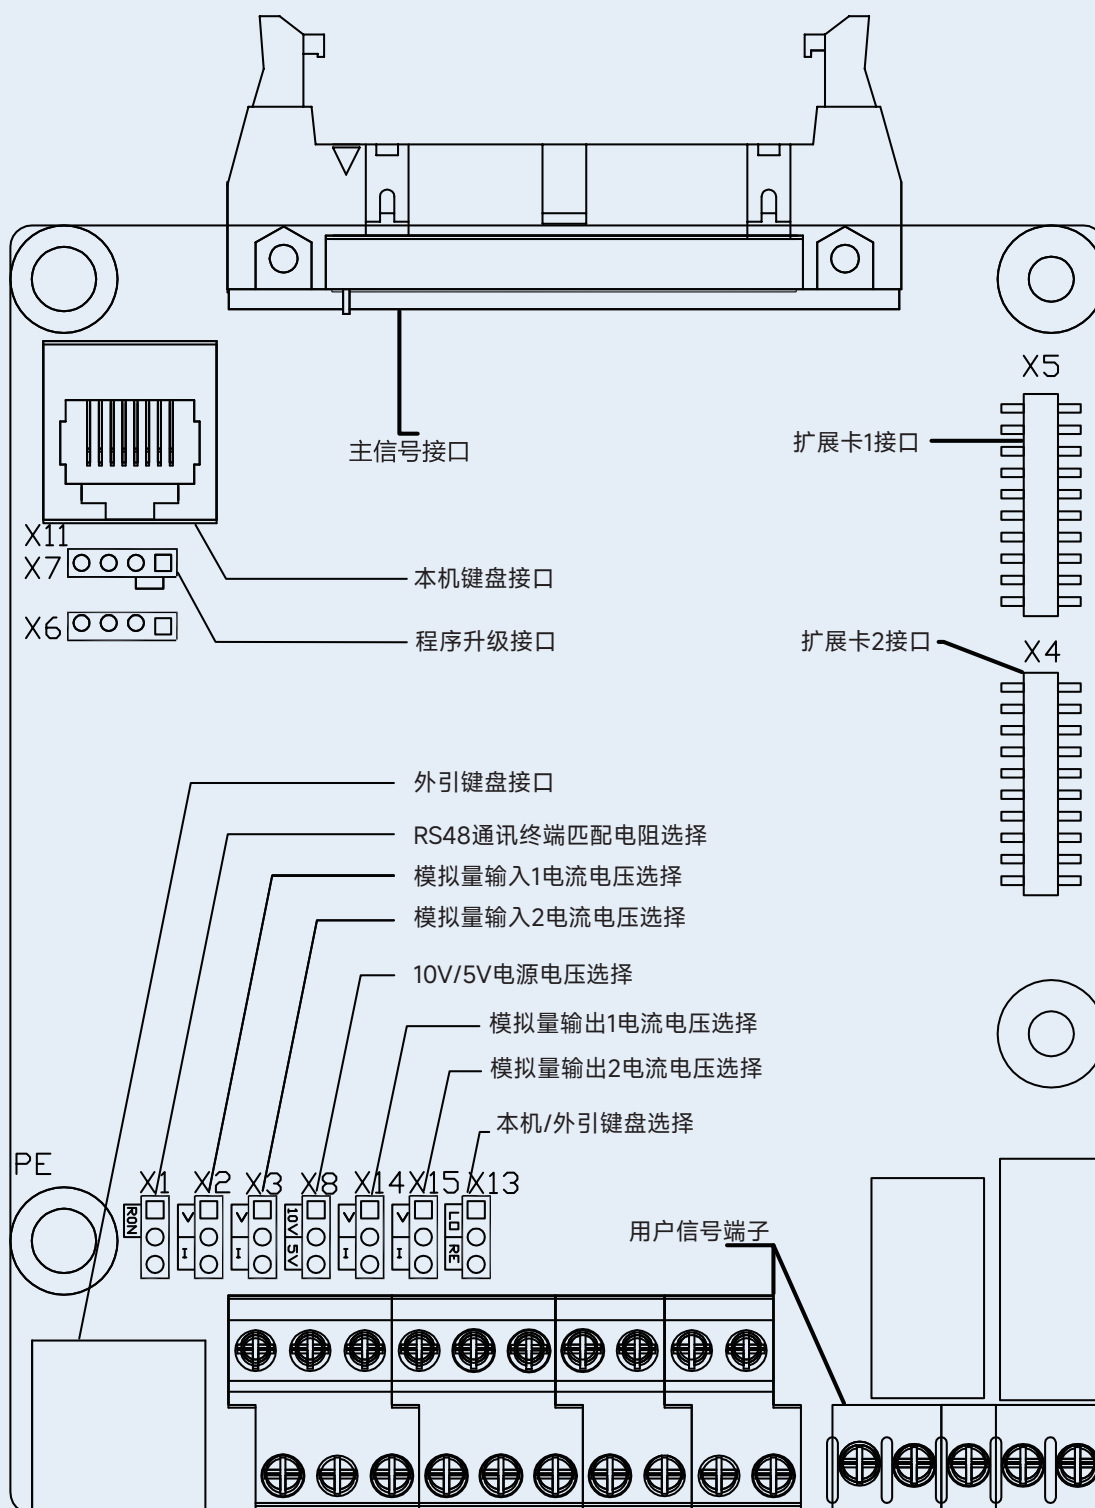 X5
主信号接口
扩展卡1接口
X11
X7
本机键盘接口
X6
程序升级接口
扩展卡2接口
X4
外引键盘接口
RS48通讯终端匹配电阻选择
模拟量输入1电流电压选择
模拟量输入2电流电压选择
10V/5V电源电压选择
模拟量输出1电流电压选择
模拟量输出2电流电压选择
本机/外引键盘选择
PE
X1 X2 X3 X8 X14 X15 X13
RON V I V I 10V 5V V I V I LO RE
用户信号端子